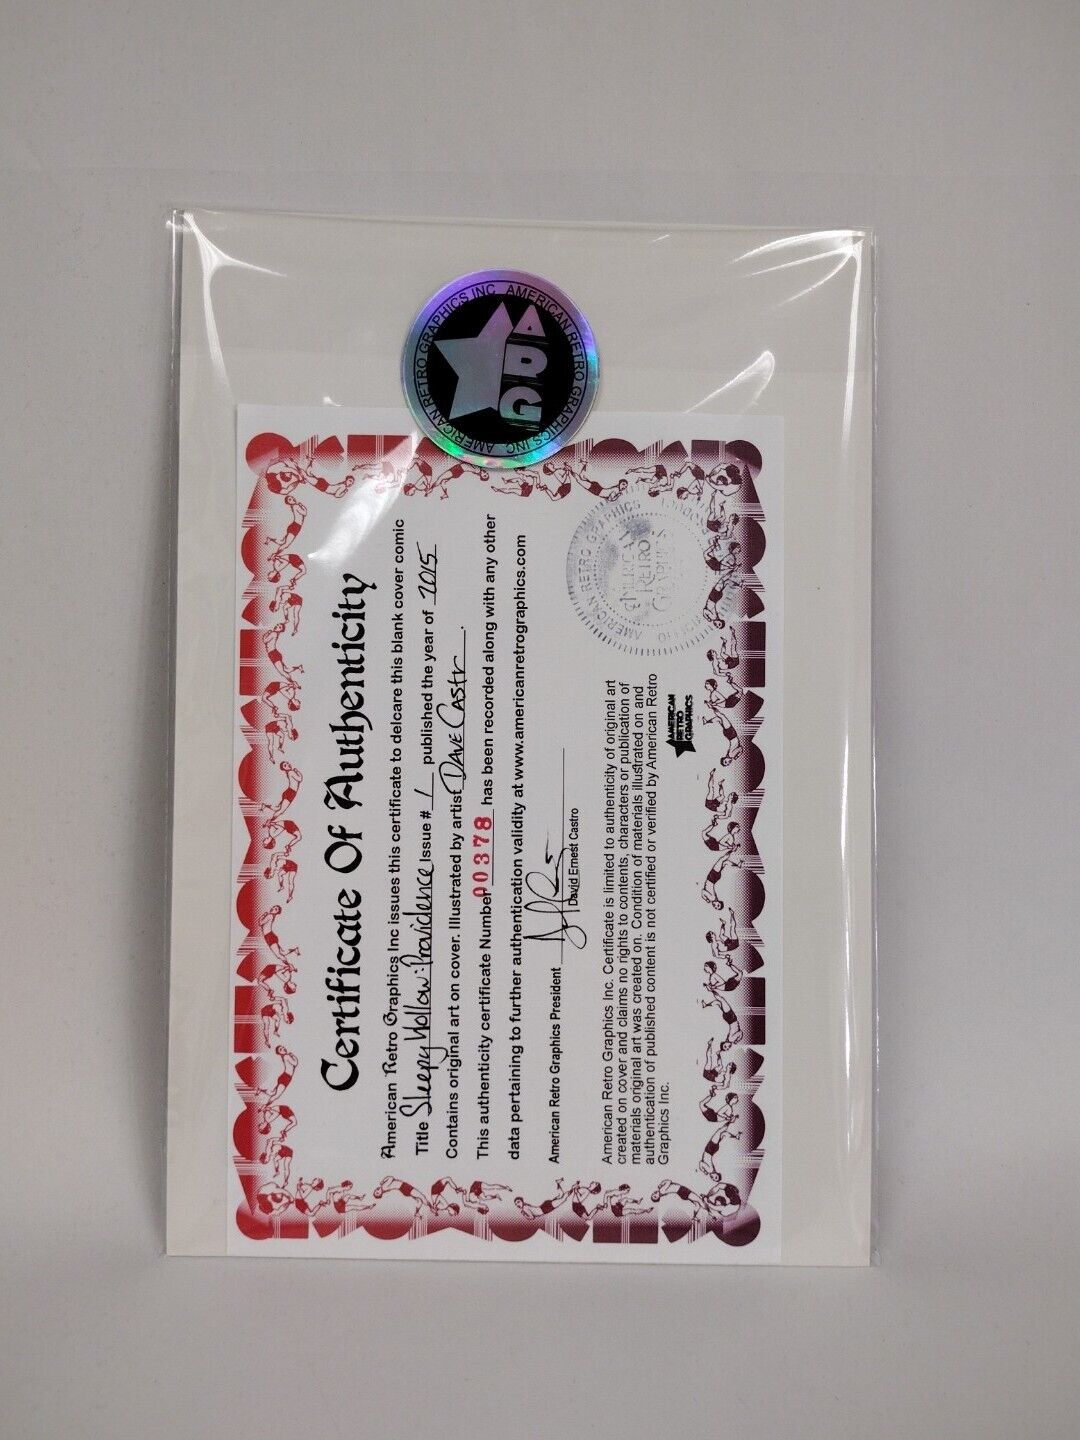 AMERICAN RETRO GRAPHICS INC AMERICAN RETRO GRAPHICS INC
ARG
Certificate Of Authenticity
American Retro Graphics Inc issues this certificate to delcare this blank cover comic
Title Sleepy Hollow: Providence Issue # 1 published the year of 2015
Contains original art on cover. Illustrated by artist Dave Castr.
This authenticity certificate Number 00378 has been recorded along with any other
data pertaining to further authentication validity at www.americanretrographics.com
American Retro Graphics President
David Ernest Castro
American Retro Graphics Inc. Certificate is limited to authenticity of original art
created on cover and claims no rights to contents, characters or publication of
materials original art was created on. Condition of materials illustrated on and
authentication of published content is not certified or verified by American Retro
Graphics Inc.
AMERICAN
RETRO
GRAPHICS
AMERICAN RETRO GRAPHICS
AMERICAN
RETRO
GRAPHICS